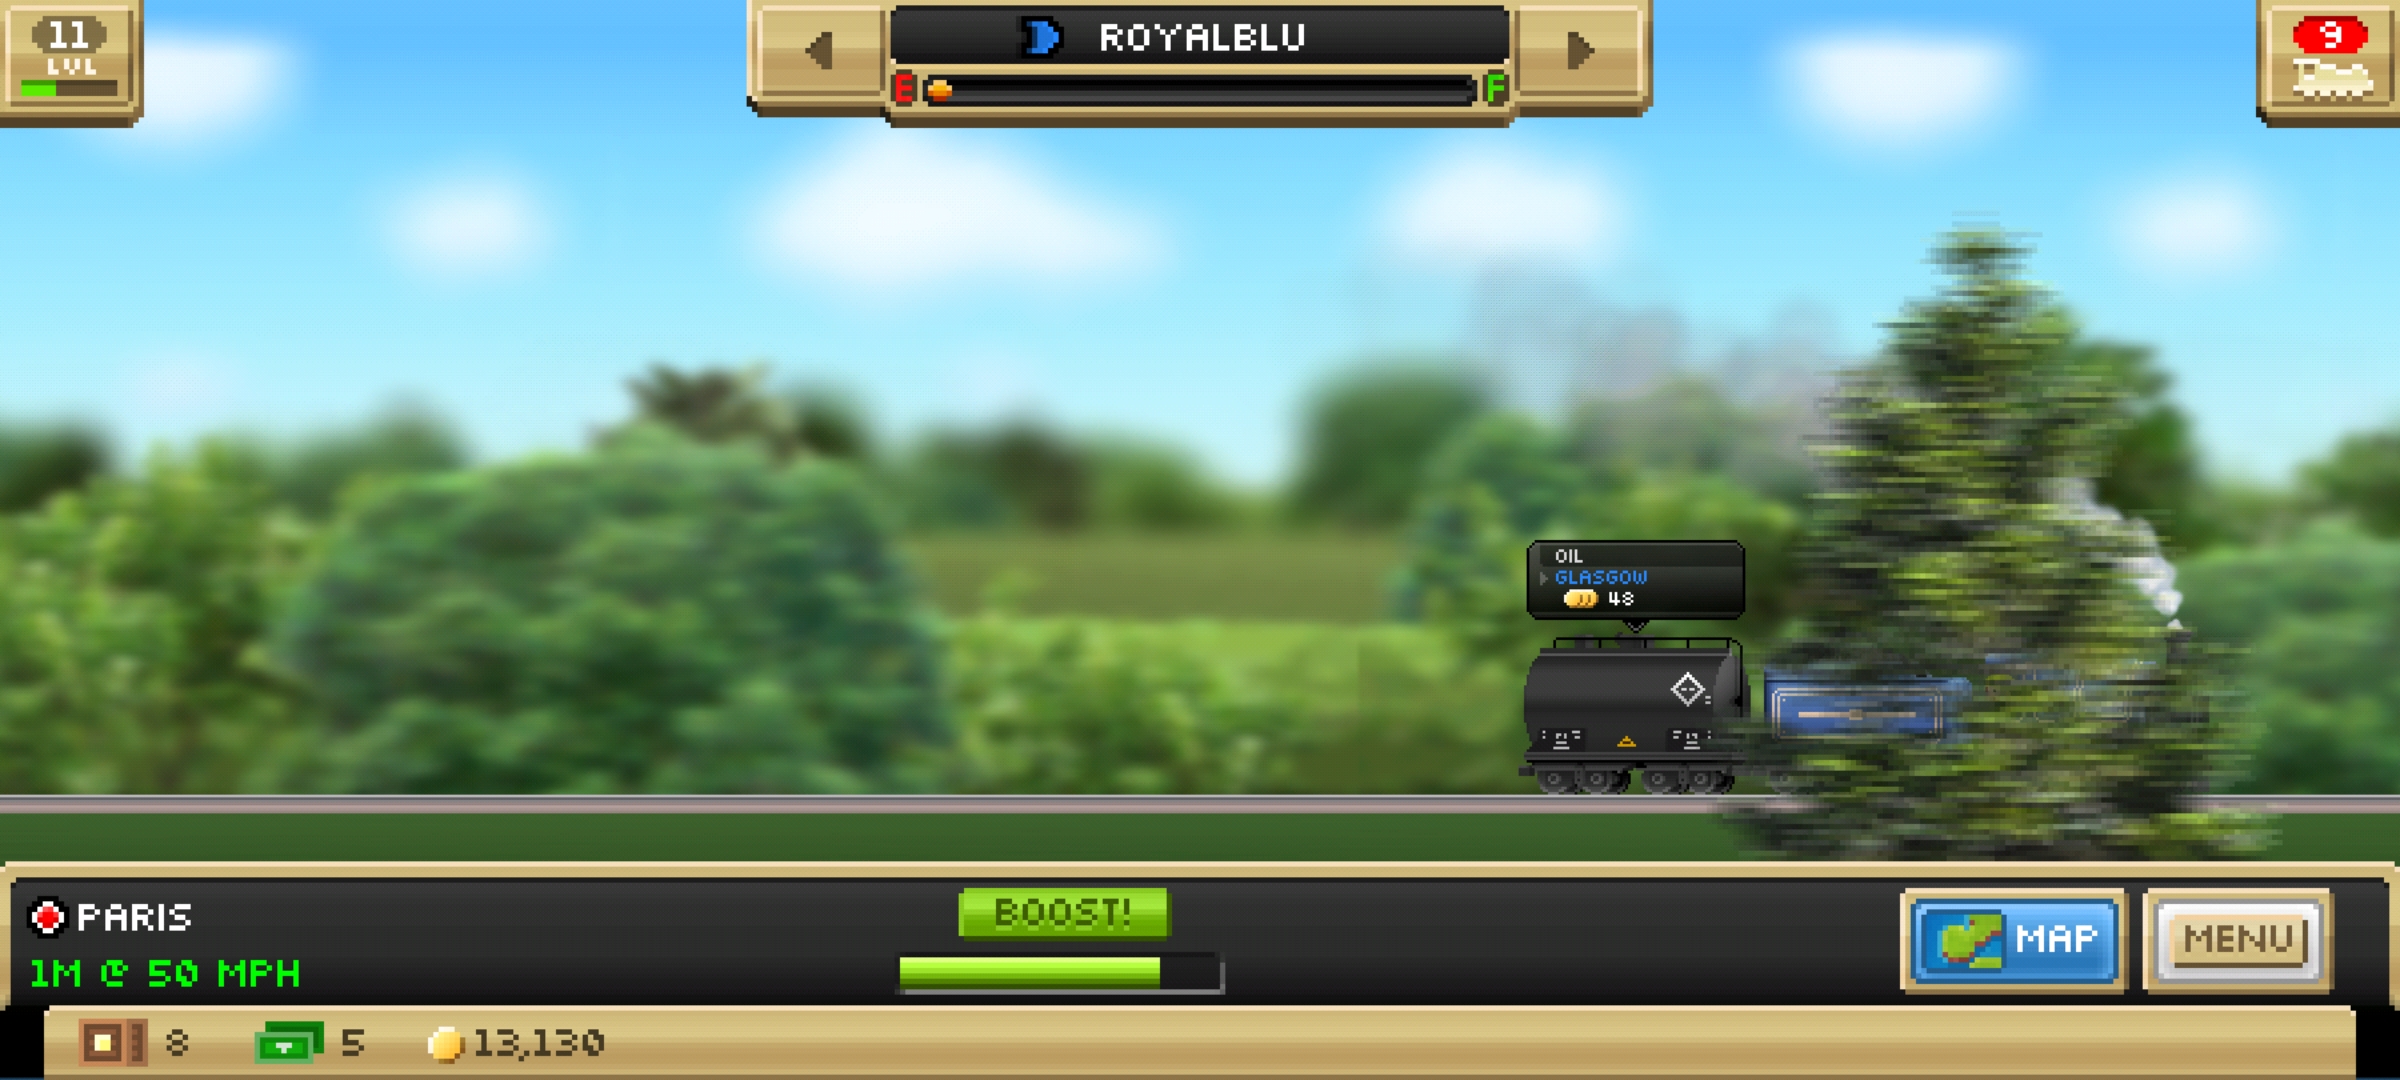 11
LVL
ROYALBLU
E
F
9
OIL
GLASGOW
48
PARIS
BOOST!
1M @ 50 MPH
MAP
MENU
8
5
13,130